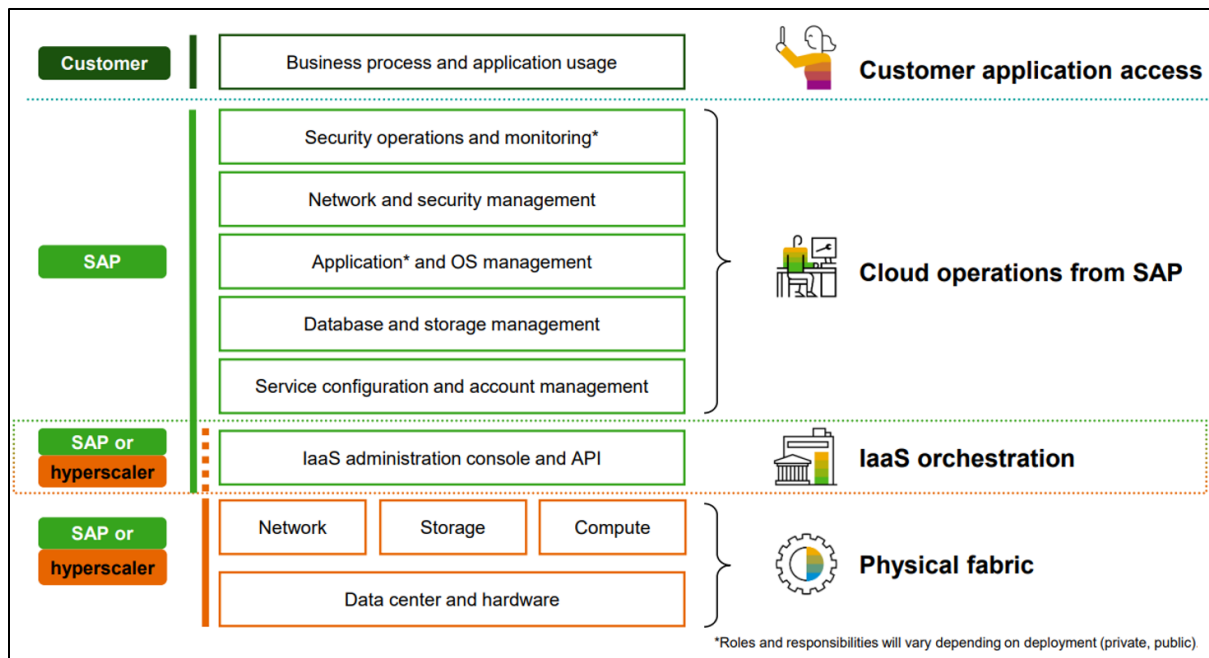 Customer
Business process and application usage
Customer application access
SAP
Security operations and monitoring*
Network and security management
Application* and OS management
Database and storage management
Service configuration and account management
Cloud operations from SAP
SAP or
hyperscaler
IaaS administration console and API
IaaS orchestration
SAP or
hyperscaler
Network
Storage
Compute
Data center and hardware
Physical fabric
*Roles and responsibilities will vary depending on deployment (private, public)